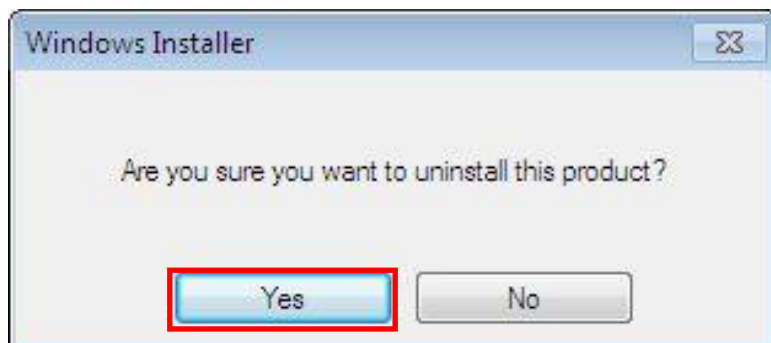 Windows Installer
Are you sure you want to uninstall this product?
Yes No